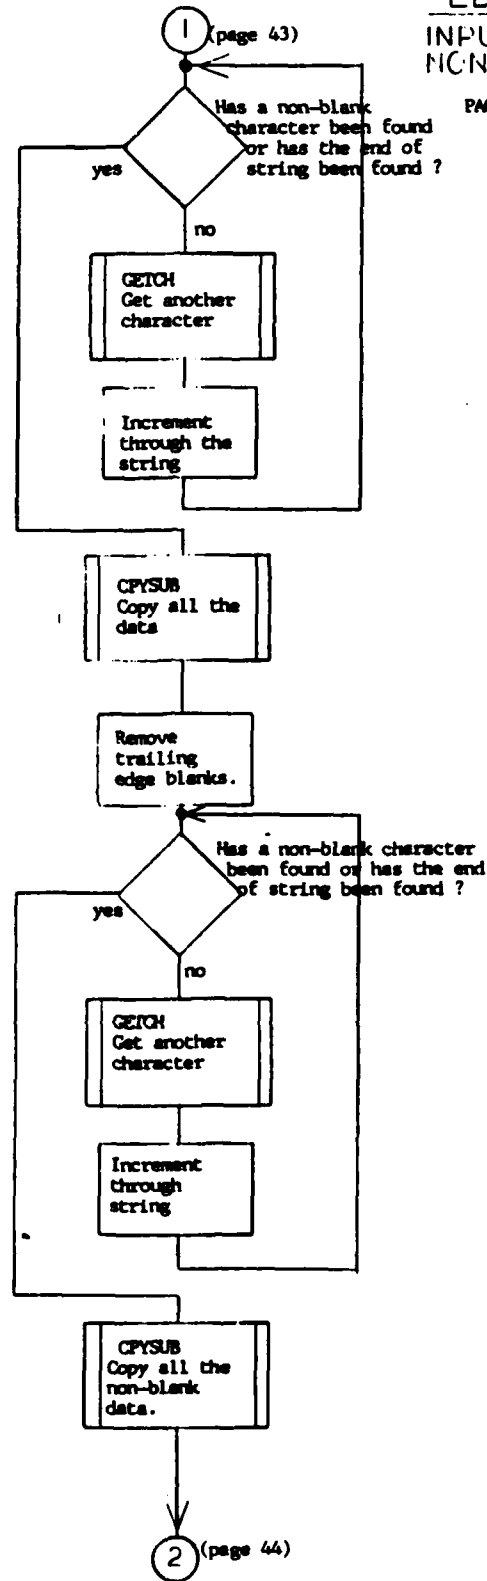 1 (page 43)
INPU
Has a non-blank
character been found
or has the end of
string been found ?
yes
no
GETCH
Get another
character
Increment
through the
string
CPYSUB
Copy all the
data
Remove
trailing
edge blanks.
Has a non-blank character
been found or has the end
of string been found ?
yes
no
GETCH
Get another
character
Increment
through
string
CPYSUB
Copy all the
non-blank
data.
2 (page 44)